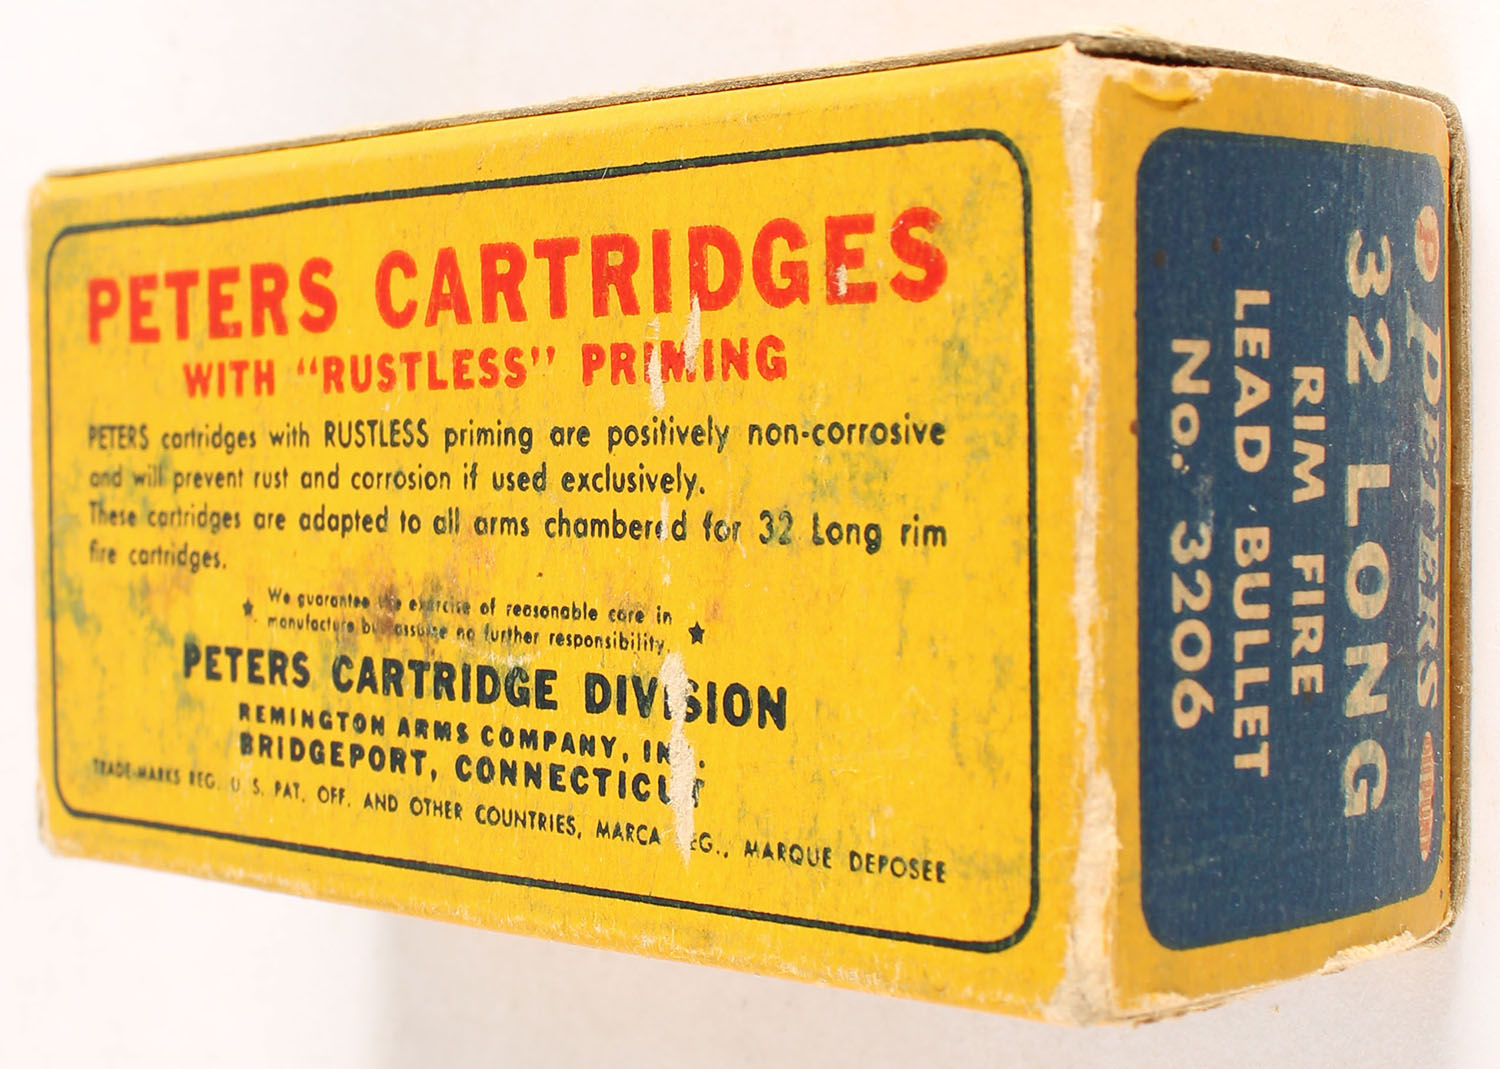 PETERS CARTRIDGES
WITH "RUSTLESS" PRIMING
PETERS cartridges with RUSTLESS priming are positively non-corrosive
and will prevent rust and corrosion if used exclusively.
These cartridges are adapted to all arms chambered for 32 Long rim
fire cartridges.
We guarantee the exercise of reasonable care in
manufacture but assume no further responsibility.
PETERS CARTRIDGE DIVISION
REMINGTON ARMS COMPANY, INC.
BRIDGEPORT, CONNECTICUT
TRADE-MARKS REG. U.S. PAT. OFF. AND OTHER COUNTRIES, MARCA REG., MARQUE DEPOSEE
P PETERS
32 LONG
RIM FIRE
LEAD BULLET
No. 3206